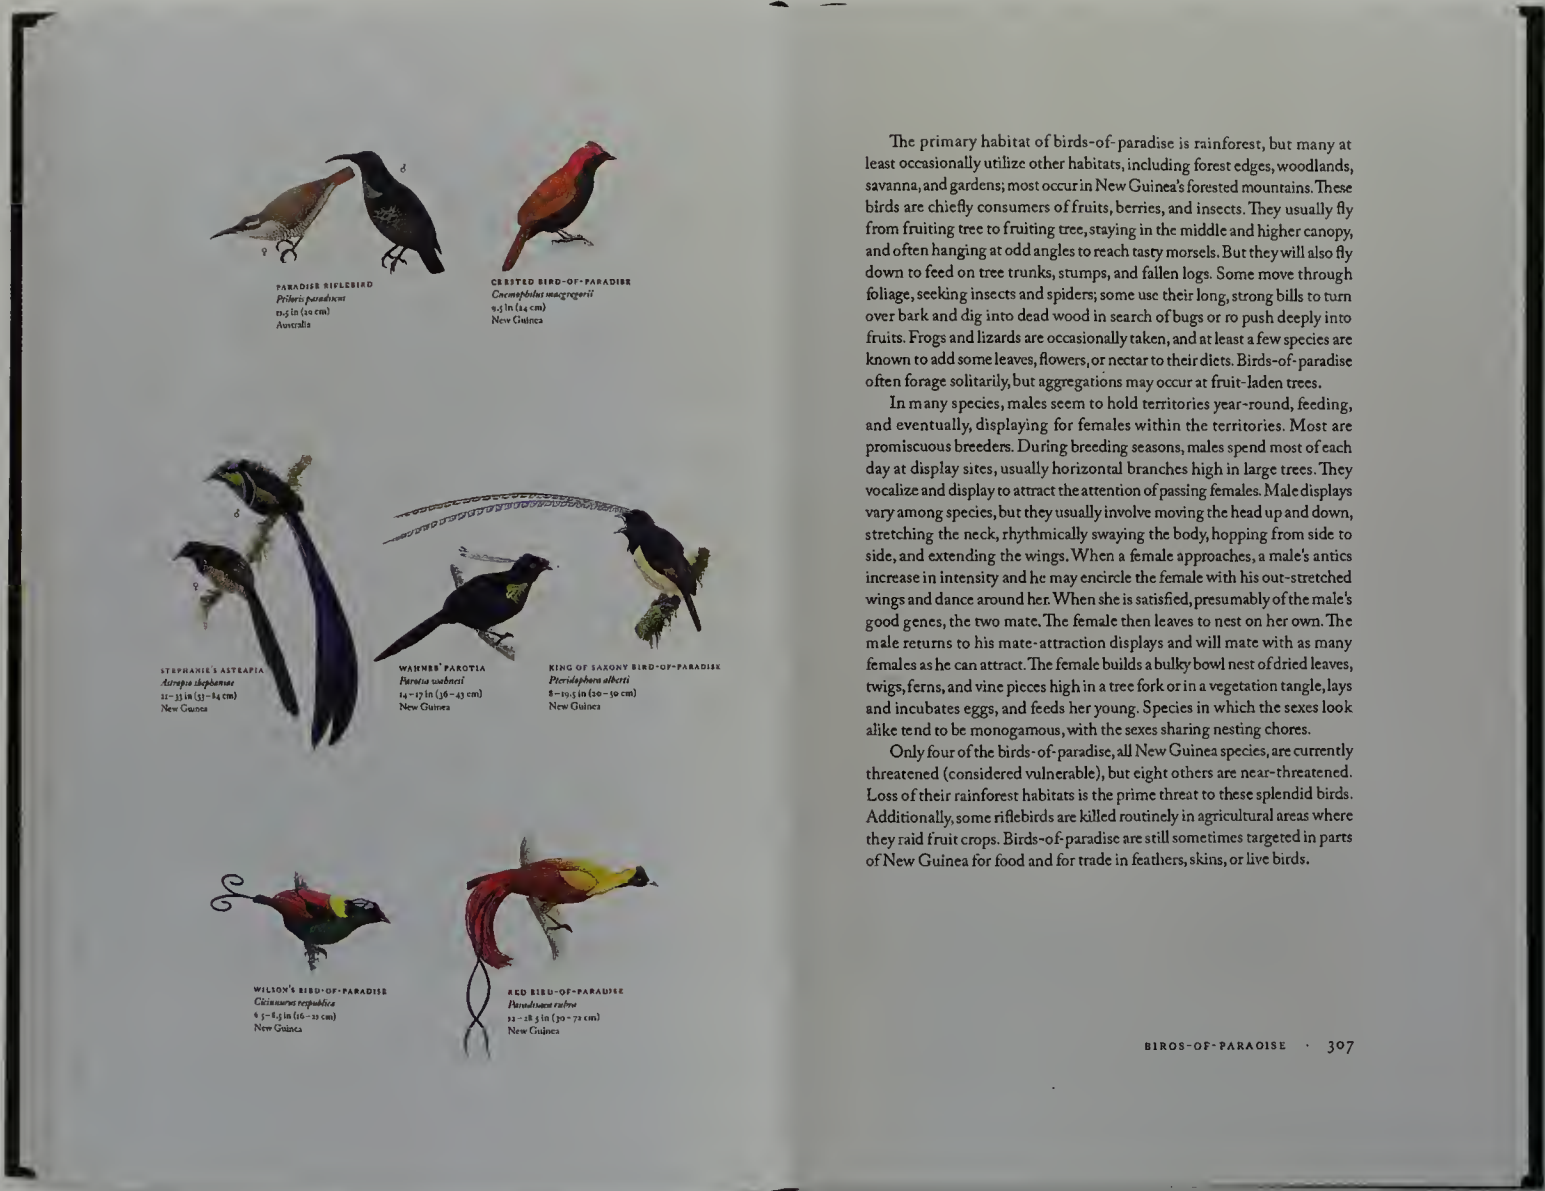 ♂
♀
PARADISE RIFLEBIRD
Ptiloris paradiseus
11.5 in (29 cm)
Australia
CRESTED BIRD-OF-PARADISE
Cnemophilus macgregorii
9.5 in (24 cm)
New Guinea
♂
♀
STEPHANIE'S ASTRAPIA
Astrapia stephaniae
21–33 in (53–84 cm)
New Guinea
WAHNES' PAROTIA
Parotia wahnesi
14–17 in (36–43 cm)
New Guinea
KING OF SAXONY BIRD-OF-PARADISE
Pteridophora alberti
8–19.5 in (20–50 cm)
New Guinea
WILSON'S BIRD-OF-PARADISE
Cicinnurus respublica
New Guinea
RED BIRD-OF-PARADISE
Paradisaea rubra
New Guinea
The primary habitat of birds-of-paradise is rainforest, but many at
least occasionally utilize other habitats, including forest edges, woodlands,
savanna, and gardens; most occur in New Guinea's forested mountains. These
birds are chiefly consumers of fruits, berries, and insects. They usually fly
from fruiting tree to fruiting tree, staying in the middle and higher canopy,
and often hanging at odd angles to reach tasty morsels. But they will also fly
down to feed on tree trunks, stumps, and fallen logs. Some move through
foliage, seeking insects and spiders; some use their long, strong bills to turn
over bark and dig into dead wood in search of bugs or ro push deeply into
fruits. Frogs and lizards are occasionally taken, and at least a few species are
known to add some leaves, flowers, or nectar to their diets. Birds-of-paradise
often forage solitarily, but aggregations may occur at fruit-laden trees.
In many species, males seem to hold territories year-round, feeding,
and eventually, displaying for females within the territories. Most are
promiscuous breeders. During breeding seasons, males spend most of each
day at display sites, usually horizontal branches high in large trees. They
vocalize and display to attract the attention of passing females. Male displays
vary among species, but they usually involve moving the head up and down,
stretching the neck, rhythmically swaying the body, hopping from side to
side, and extending the wings. When a female approaches, a male's antics
increase in intensity and he may encircle the female with his out-stretched
wings and dance around her. When she is satisfied, presumably of the male's
good genes, the two mate. The female then leaves to nest on her own. The
male returns to his mate-attraction displays and will mate with as many
females as he can attract. The female builds a bulky bowl nest of dried leaves,
twigs, ferns, and vine pieces high in a tree fork or in a vegetation tangle, lays
and incubates eggs, and feeds her young. Species in which the sexes look
alike tend to be monogamous, with the sexes sharing nesting chores.
Only four of the birds-of-paradise, all New Guinea species, are currently
threatened (considered vulnerable), but eight others are near-threatened.
Loss of their rainforest habitats is the prime threat to these splendid birds.
Additionally, some riflebirds are killed routinely in agricultural areas where
they raid fruit crops. Birds-of-paradise are still sometimes targeted in parts
of New Guinea for food and for trade in feathers, skins, or live birds.
BIRDS-OF-PARADISE · 307